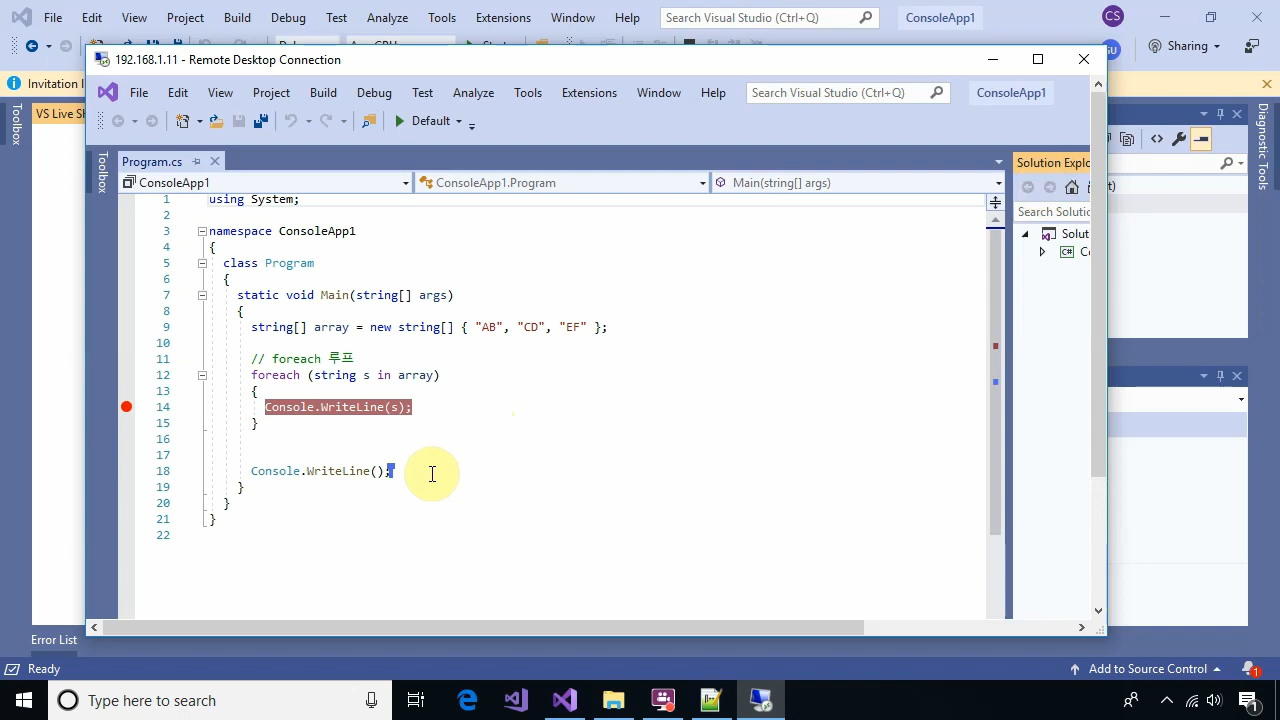 File Edit View Project Build Debug Test Analyze Tools Extensions Window Help Search Visual Studio (Ctrl+Q) ConsoleApp1 CS
GU Sharing
192.168.1.11 - Remote Desktop Connection
Invitation
File Edit View Project Build Debug Test Analyze Tools Extensions Window Help Search Visual Studio (Ctrl+Q) ConsoleApp1
Default
Toolbox
VS Live
Toolbox
Program.cs
Solution
Diagnostic Tools
ConsoleApp1 ConsoleApp1.Program Main(string[] args)
Search
1 using System;
2
3 namespace ConsoleApp1
4 {
5 class Program
6 {
7 static void Main(string[] args)
8 {
9 string[] array = new string[] { "AB", "CD", "EF" };
10
11 // foreach 루프
12 foreach (string s in array)
13 {
14 Console.WriteLine(s);
15 }
16
17
18 Console.WriteLine();
19 }
20 }
21 }
22
Error List
Ready
Add to Source Control
1
Type here to search
1